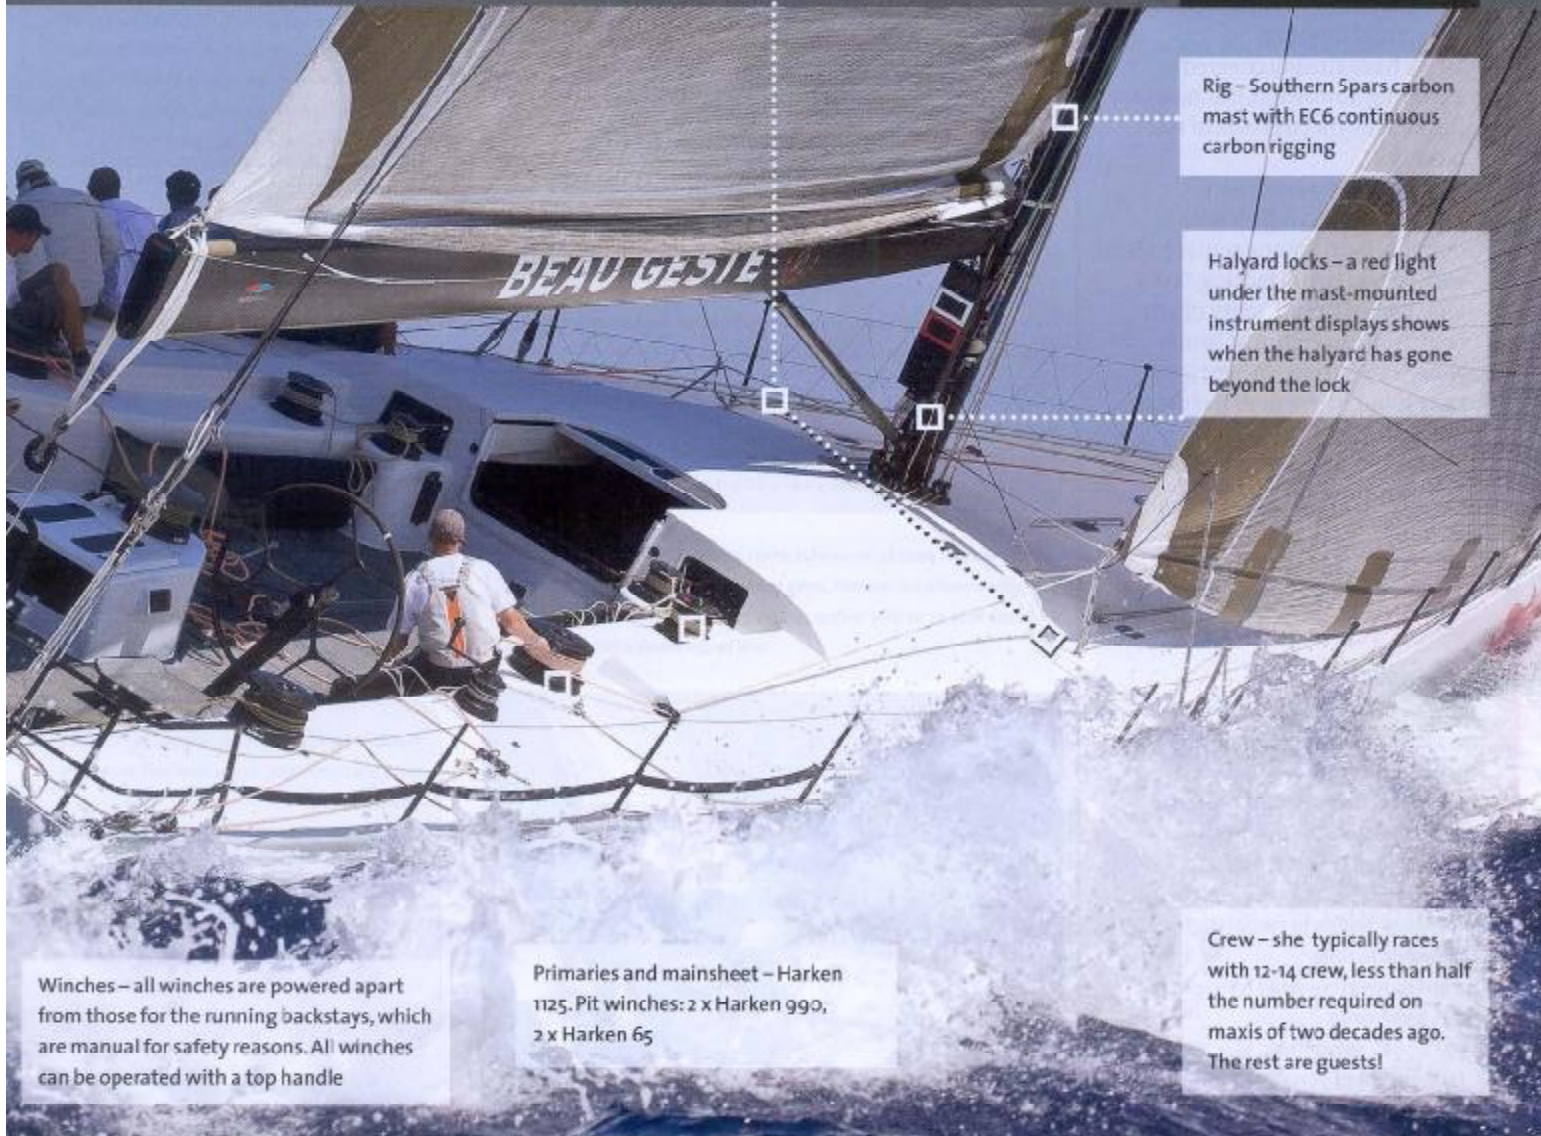 Rig – Southern Spars carbon
mast with EC6 continuous
carbon rigging
Halyard locks – a red light
under the mast-mounted
instrument displays shows
when the halyard has gone
beyond the lock
BEAU GESTE
Winches – all winches are powered apart
from those for the running backstays, which
are manual for safety reasons. All winches
can be operated with a top handle
Primaries and mainsheet – Harken
1125. Pit winches: 2 x Harken 990,
2 x Harken 65
Crew – she typically races
with 12-14 crew, less than half
the number required on
maxis of two decades ago.
The rest are guests!